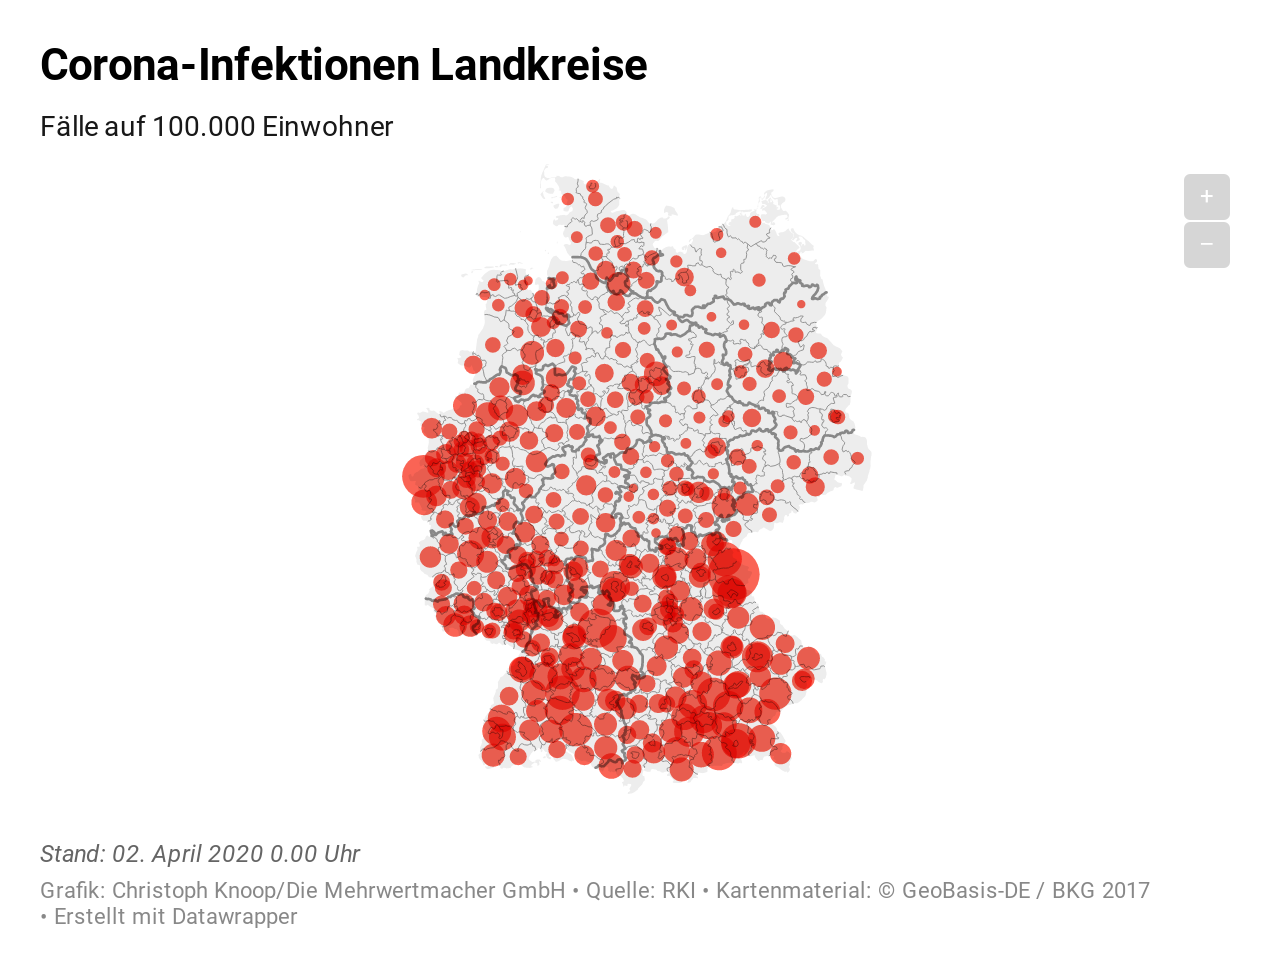 Corona-Infektionen Landkreise
Fälle auf 100.000 Einwohner
+
−
Stand: 02. April 2020 0.00 Uhr
Grafik: Christoph Knoop/Die Mehrwertmacher GmbH • Quelle: RKI • Kartenmaterial: © GeoBasis-DE / BKG 2017
• Erstellt mit Datawrapper